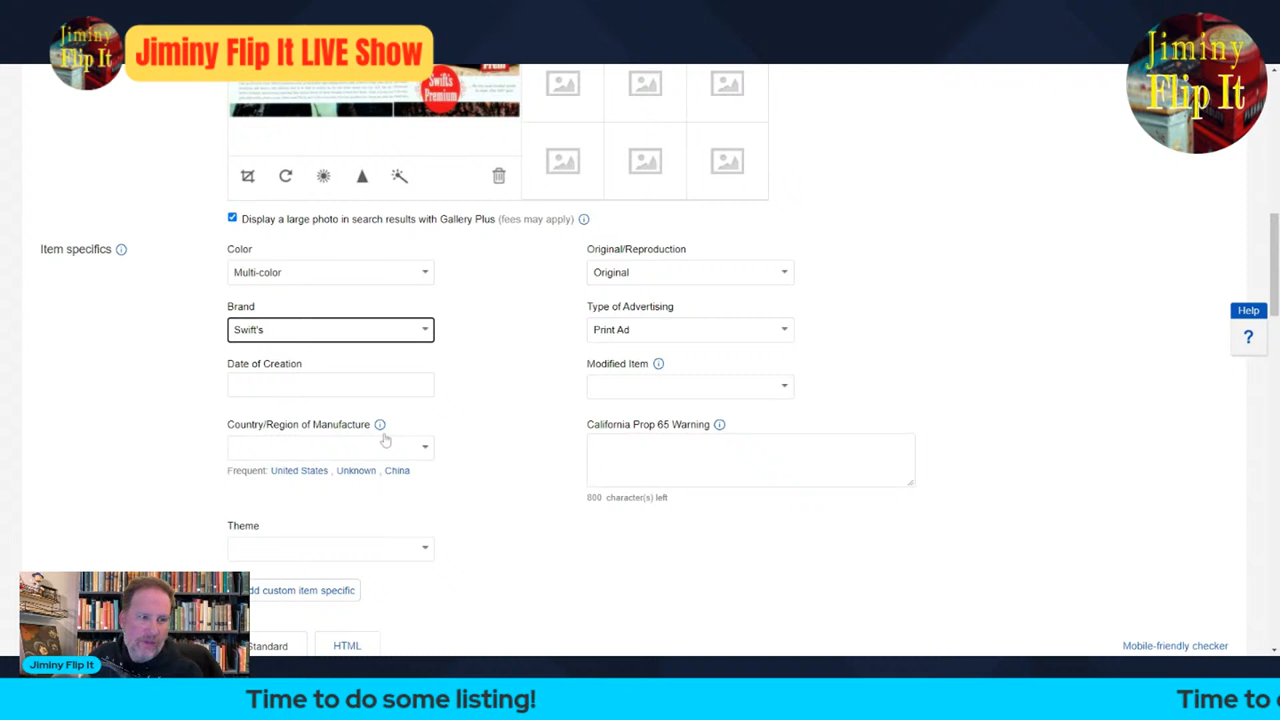 Jiminy
Flip It
Jiminy Flip It LIVE Show
Jiminy
Flip It
Swift's
Premium
Display a large photo in search results with Gallery Plus (fees may apply)
Item specifics
Color
Multi-color
Original/Reproduction
Original
Brand
Swift's
Type of Advertising
Print Ad
Date of Creation
Modified Item
Country/Region of Manufacture
Frequent: United States , Unknown , China
California Prop 65 Warning
800 character(s) left
Theme
dd custom item specific
Standard
HTML
Mobile-friendly checker
Help
?
Jiminy Flip It
Time to do some listing!
Time to